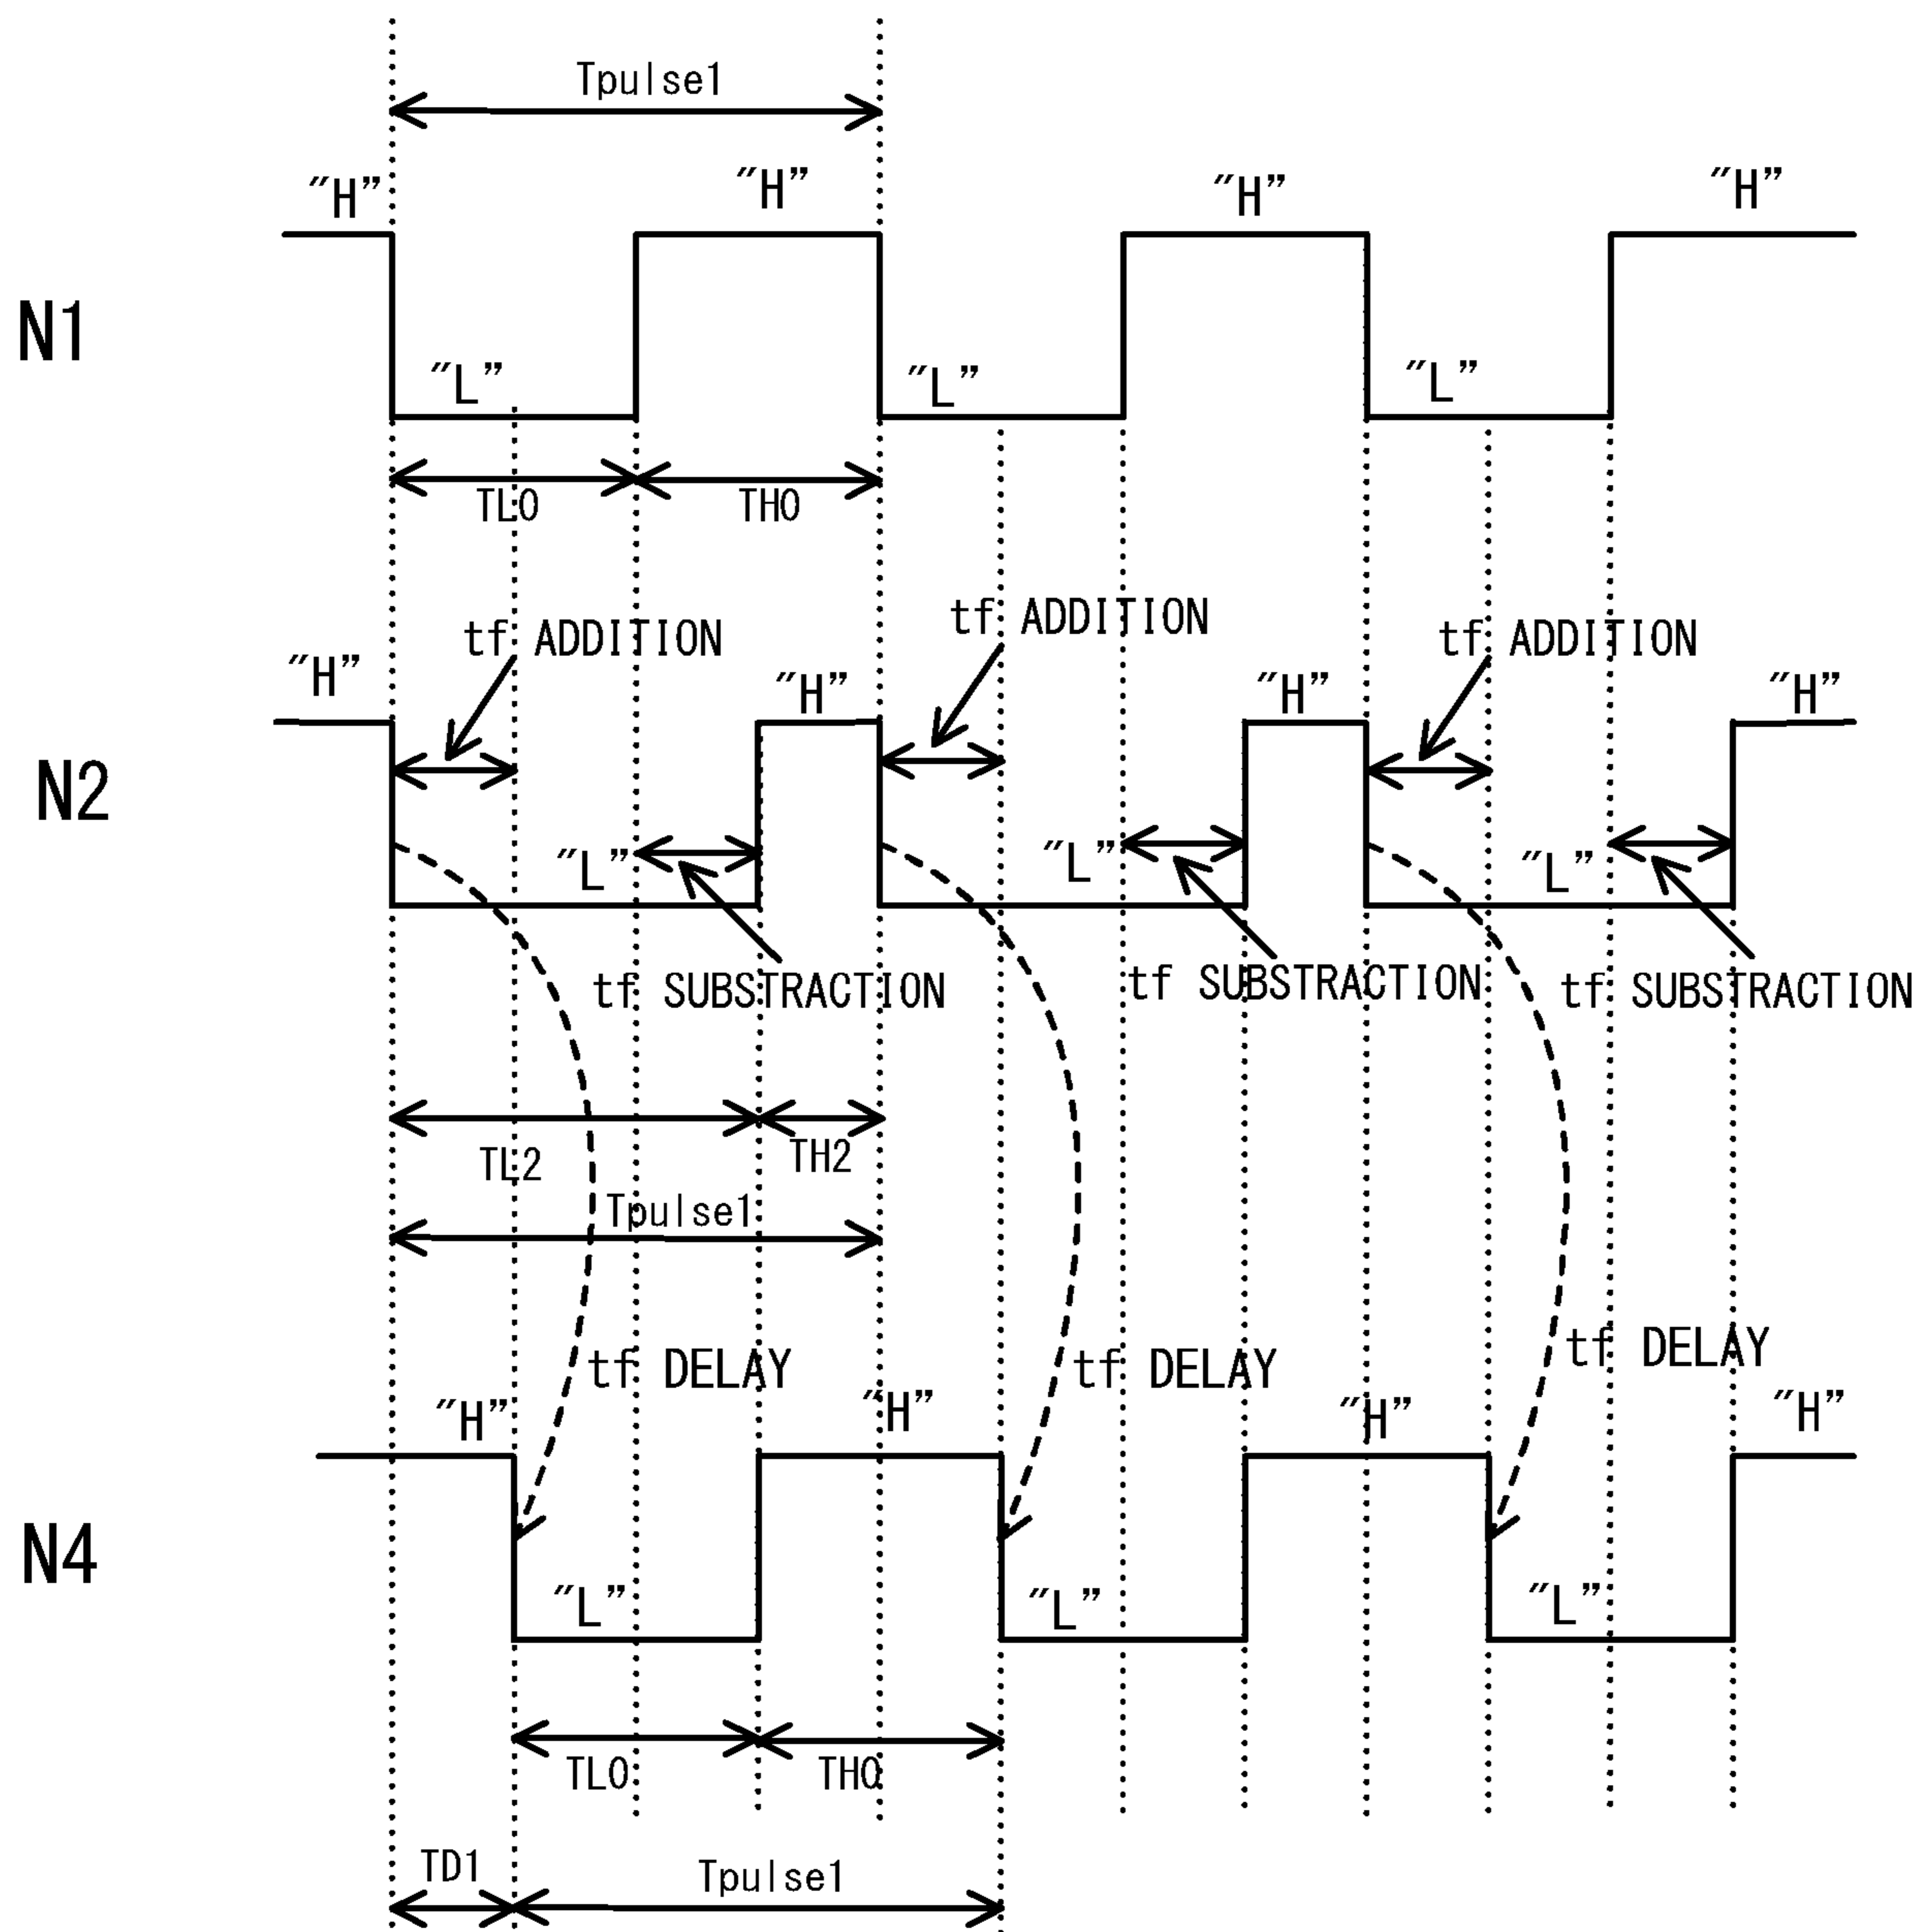 Tpulse1
"H" "H" "H" "H"
N1
"L" "L" "L"
TL0 TH0
tf ADDITION tf ADDITION tf ADDITION
"H" "H" "H" "H"
N2
"L" "L" "L"
tf SUBSTRACTION tf SUBSTRACTION tf SUBSTRACTION
TL2 TH2
Tpulse1
tf DELAY tf DELAY tf DELAY
"H" "H" "H" "H"
N4
"L" "L" "L"
TL0 TH0
TD1 Tpulse1